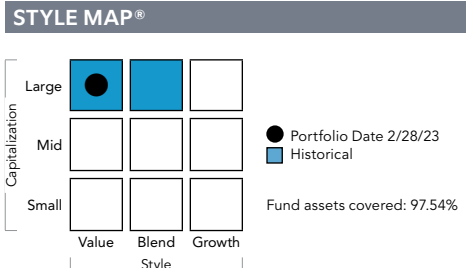 STYLE MAP®
Large
Capitalization
Mid
Small
Value Blend Growth
Style
Portfolio Date 2/28/23
Historical
Fund assets covered: 97.54%